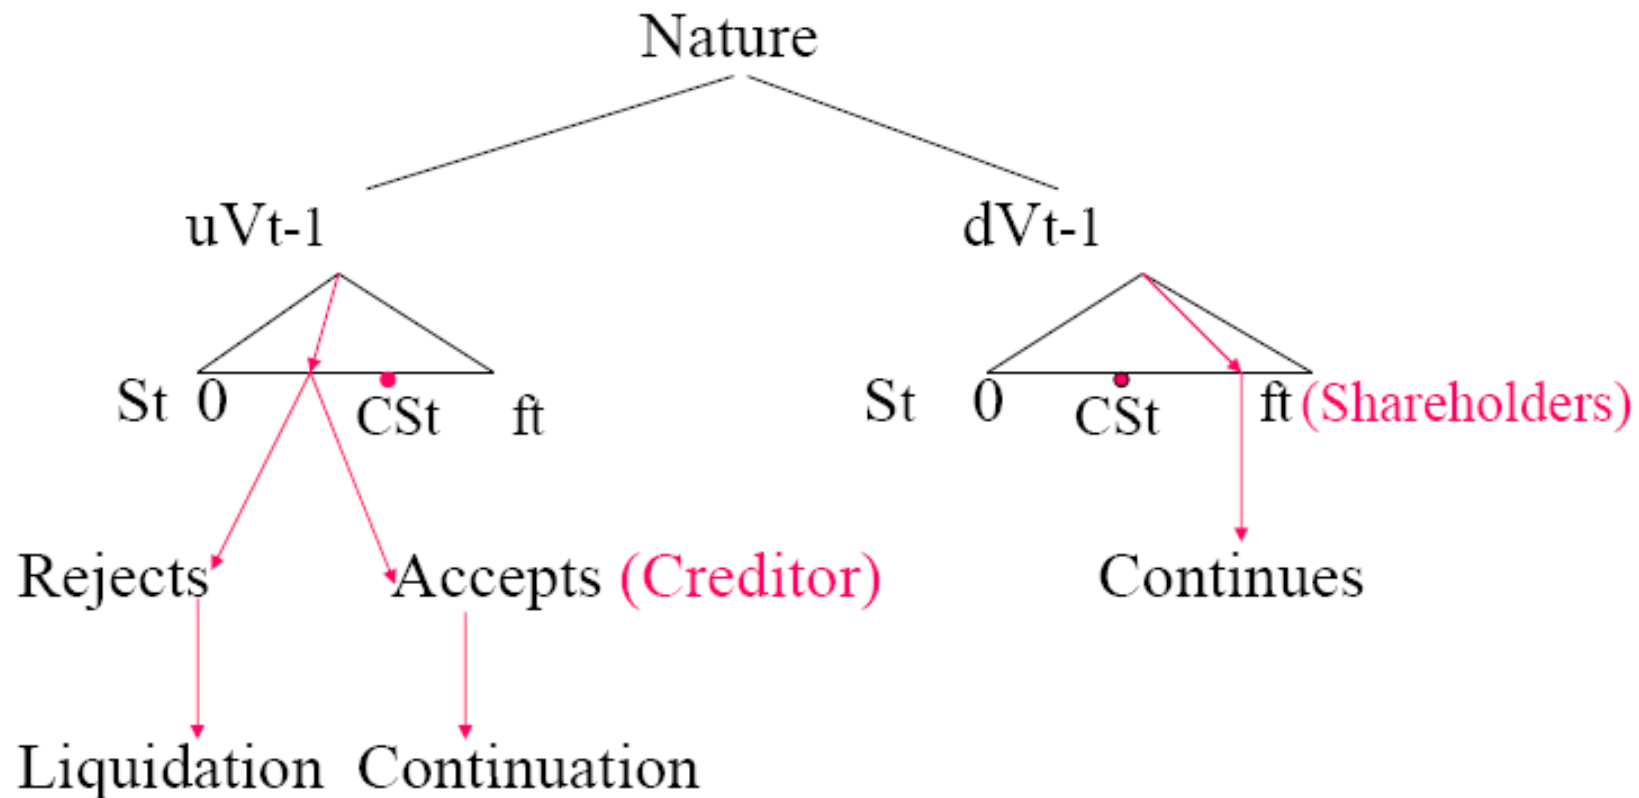 Nature
uVt-1 dVt-1
St 0 CSt ft St 0 CSt ft (Shareholders)
Rejects Accepts (Creditor) Continues
Liquidation Continuation